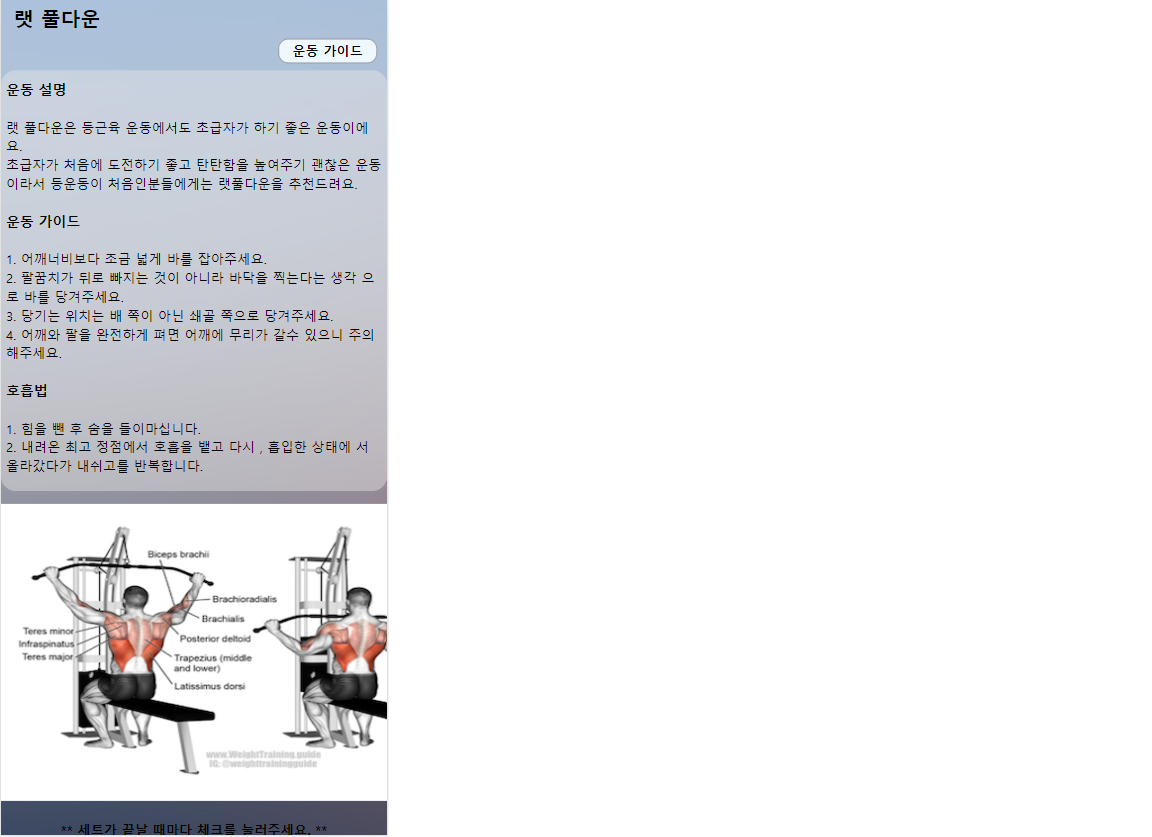 랫 풀다운
운동 가이드
운동 설명
랫 풀다운은 등근육 운동에서도 초급자가 하기 좋은 운동이에
요.
초급자가 처음에 도전하기 좋고 탄탄함을 높여주기 괜찮은 운동
이라서 등운동이 처음인분들에게는 랫풀다운을 추천드려요.
운동 가이드
1. 어깨너비보다 조금 넓게 바를 잡아주세요.
2. 팔꿈치가 뒤로 빠지는 것이 아니라 바닥을 찍는다는 생각 으
로 바를 당겨주세요.
3. 당기는 위치는 배 쪽이 아닌 쇄골 쪽으로 당겨주세요.
4. 어깨와 팔을 완전하게 펴면 어깨에 무리가 갈수 있으니 주의
해주세요.
호흡법
1. 힘을 뺀 후 숨을 들이마십니다.
2. 내려온 최고 정점에서 호흡을 뱉고 다시 , 흡입한 상태에 서
올라갔다가 내쉬고를 반복합니다.
Biceps brachii
Brachioradialis
Brachialis
Teres minor
Posterior deltoid
Infraspinatus
Teres major
Trapezius (middle
and lower)
Latissimus dorsi
www.WeightTraining.guide
IG: @weighttrainingguide
** 세트가 끝날 때마다 체크를 눌러주세요. **